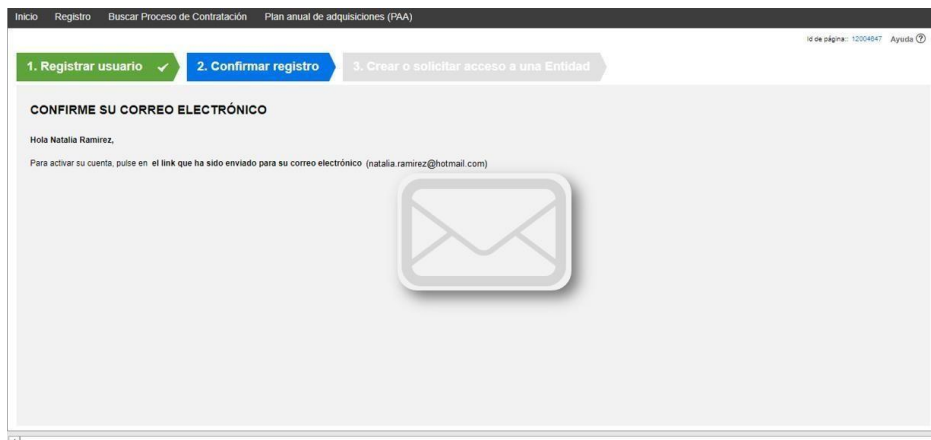 Inicio Registro Buscar Proceso de Contratación Plan anual de adquisiciones (PAA)
Id de página:: 12004647 Ayuda ?
1. Registrar usuario 2. Confirmar registro 3. Crear o solicitar acceso a una Entidad
CONFIRME SU CORREO ELECTRÓNICO
Hola Natalia Ramirez,
Para activar su cuenta, pulse en el link que ha sido enviado para su correo electrónico (natalia.ramirez@hotmail.com)